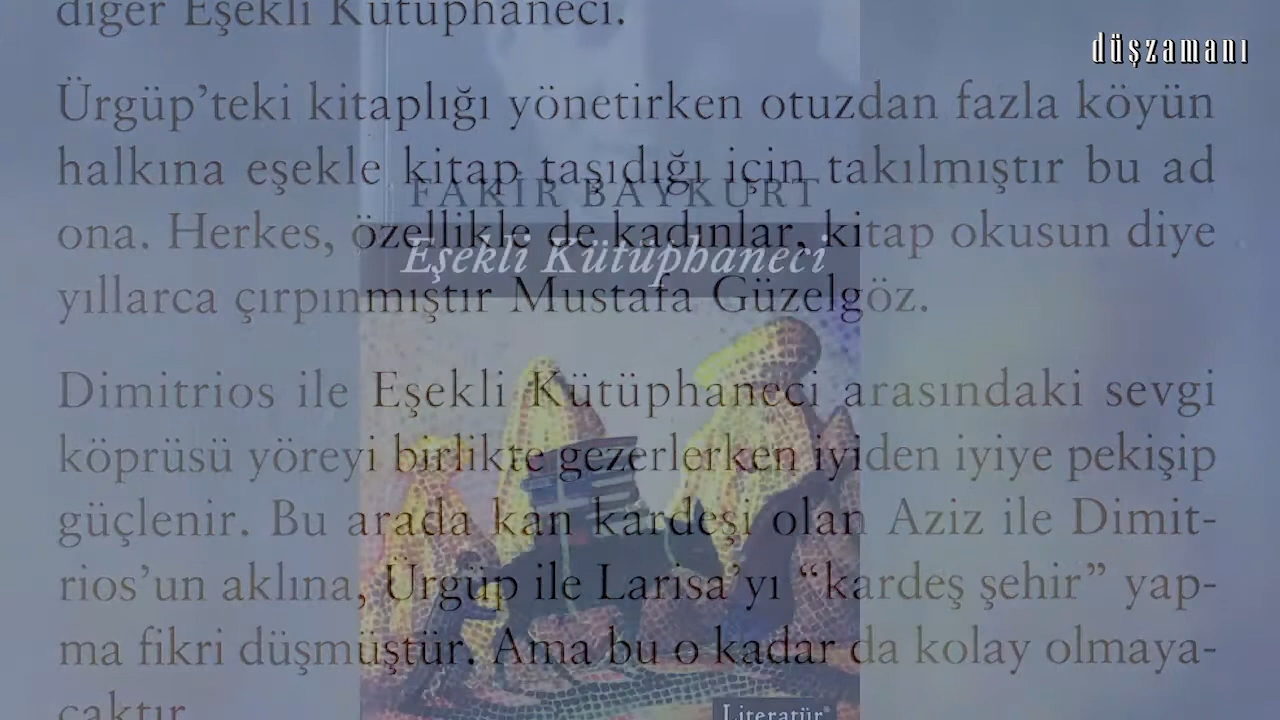 diğer Eşekli Kütüphaneci.
düşzamanı
Ürgüp’teki kitaplığı yönetirken otuzdan fazla köyün
halkına eşekle kitap taşıdığı için takılmıştır bu ad
FAKİR BAYKURT
ona. Herkes, özellikle de kadınlar, kitap okusun diye
Eşekli Kütüphaneci
yıllarca çırpınmıştır Mustafa Güzelgöz.
Dimitrios ile Eşekli Kütüphaneci arasındaki sevgi
köprüsü yöreyi birlikte gezerlerken iyiden iyiye pekişip
güçlenir. Bu arada kan kardeşi olan Aziz ile Dimit-
rios’un aklına, Ürgüp ile Larisa’yı “kardeş şehir” yap-
ma fikri düşmüştür. Ama bu o kadar da kolay olmaya-
caktır.
Literatür